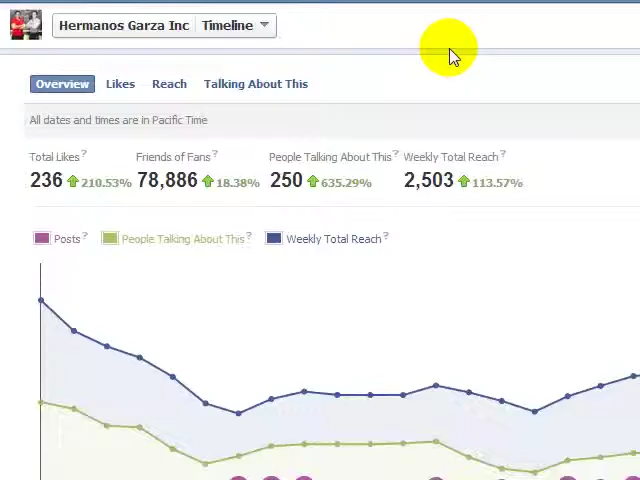 Hermanos Garza Inc Timeline
Overview Likes Reach Talking About This
All dates and times are in Pacific Time
Total Likes? Friends of Fans? People Talking About This? Weekly Total Reach?
236 210.53% 78,886 18.38% 250 635.29% 2,503 113.57%
Posts? People Talking About This? Weekly Total Reach?